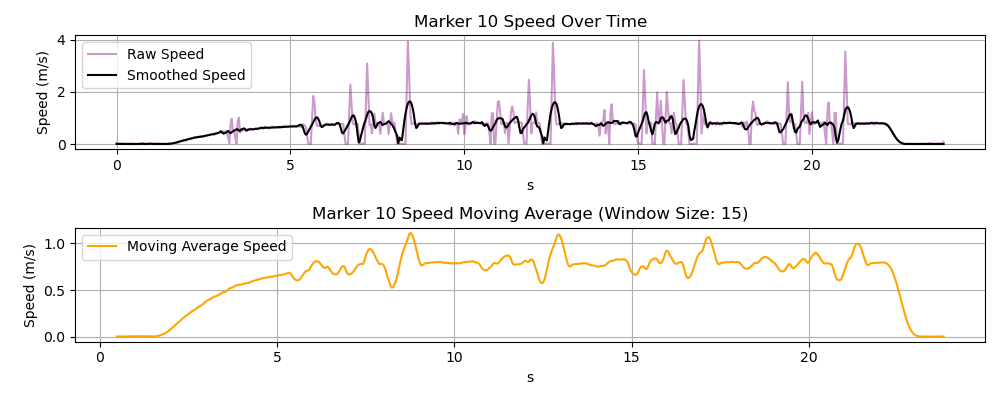 Marker 10 Speed Over Time
Speed (m/s)
4
2
0
Raw Speed
Smoothed Speed
0 5 10 15 20
s
Marker 10 Speed Moving Average (Window Size: 15)
Speed (m/s)
1.0
0.5
0.0
Moving Average Speed
0 5 10 15 20
s